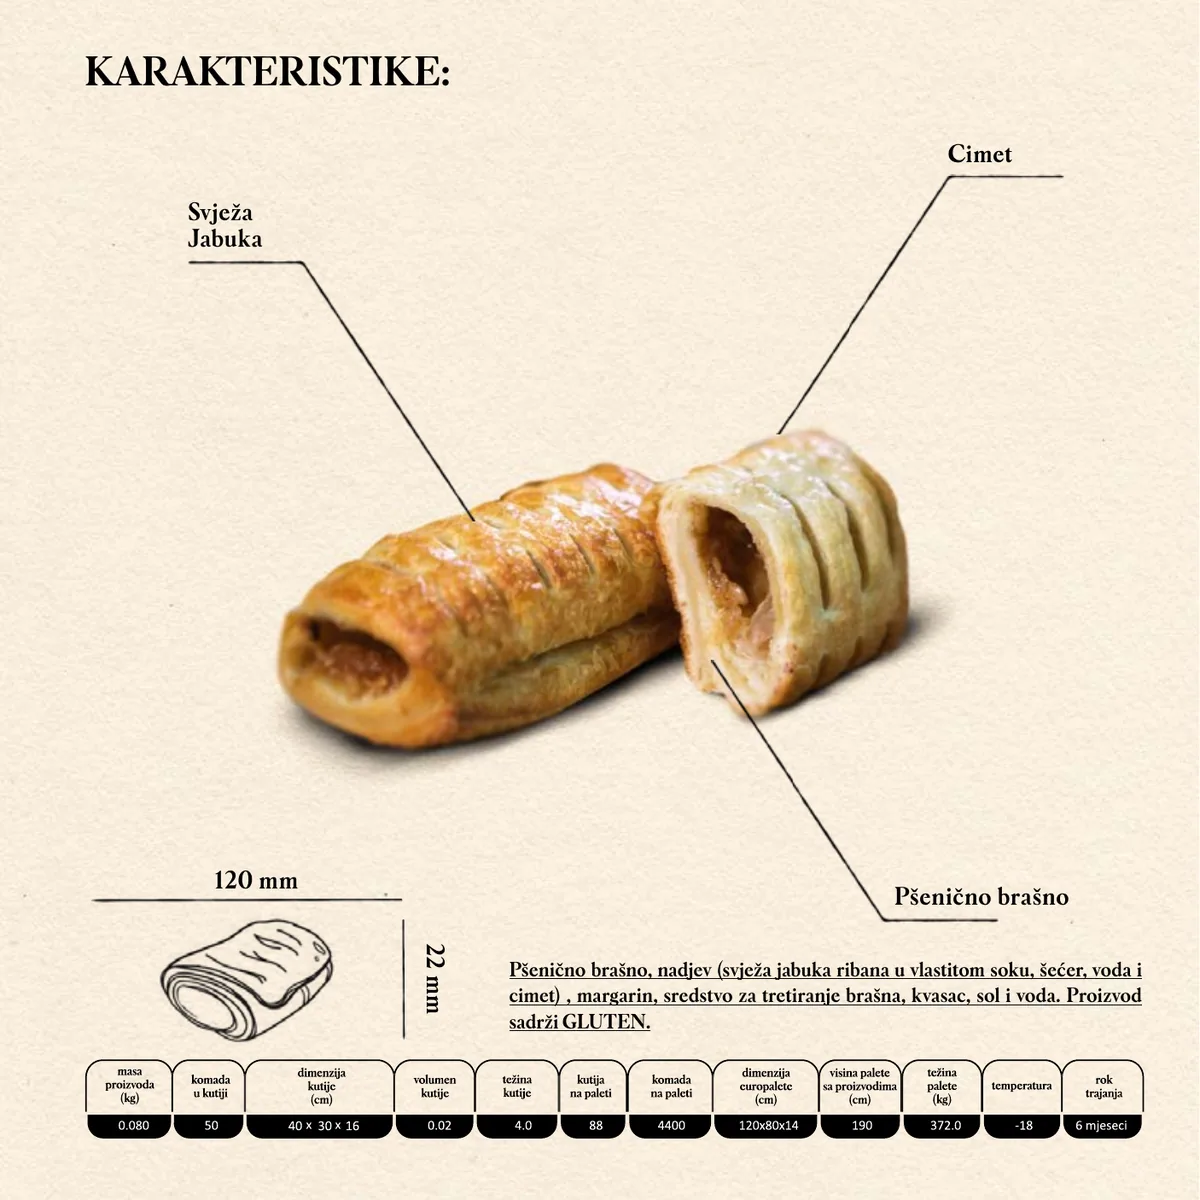 KARAKTERISTIKE:
Cimet
Svježa
Jabuka
Pšenično brašno
120 mm
22 mm
Pšenično brašno, nadjev (svježa jabuka ribana u vlastitom soku, šećer, voda i
cimet) , margarin, sredstvo za tretiranje brašna, kvasac, sol i voda. Proizvod
sadrži GLUTEN.
masa
proizvoda
(kg)
0.080
komada
u kutiji
50
dimenzija
kutije
(cm)
40 x 30 x 16
volumen
kutije
0.02
težina
kutije
4.0
kutija
na paleti
88
komada
na paleti
4400
dimenzija
europalete
(cm)
120x80x14
visina palete
sa proizvodima
(cm)
190
težina
palete
(kg)
372.0
temperatura
-18
rok
trajanja
6 mjeseci